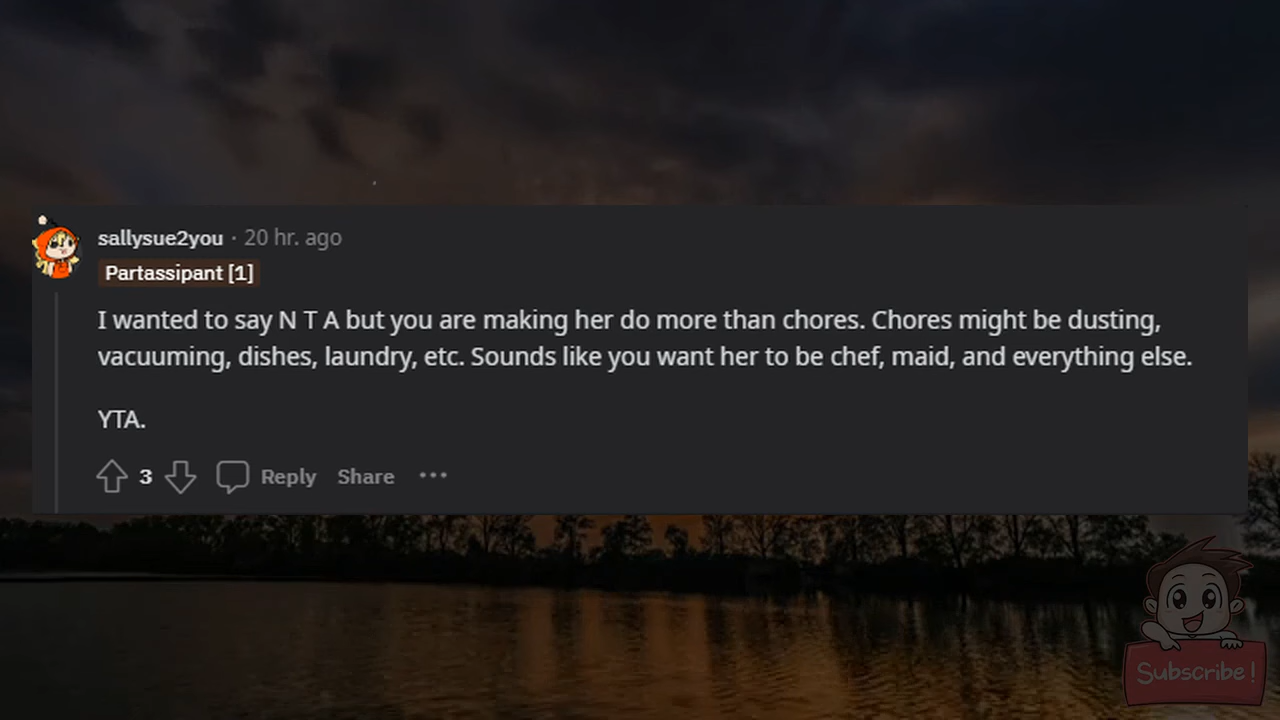 sallysue2you · 20 hr. ago
Partassipant [1]
I wanted to say N T A but you are making her do more than chores. Chores might be dusting,
vacuuming, dishes, laundry, etc. Sounds like you want her to be chef, maid, and everything else.
YTA.
3 Reply Share ···
Subscribe!